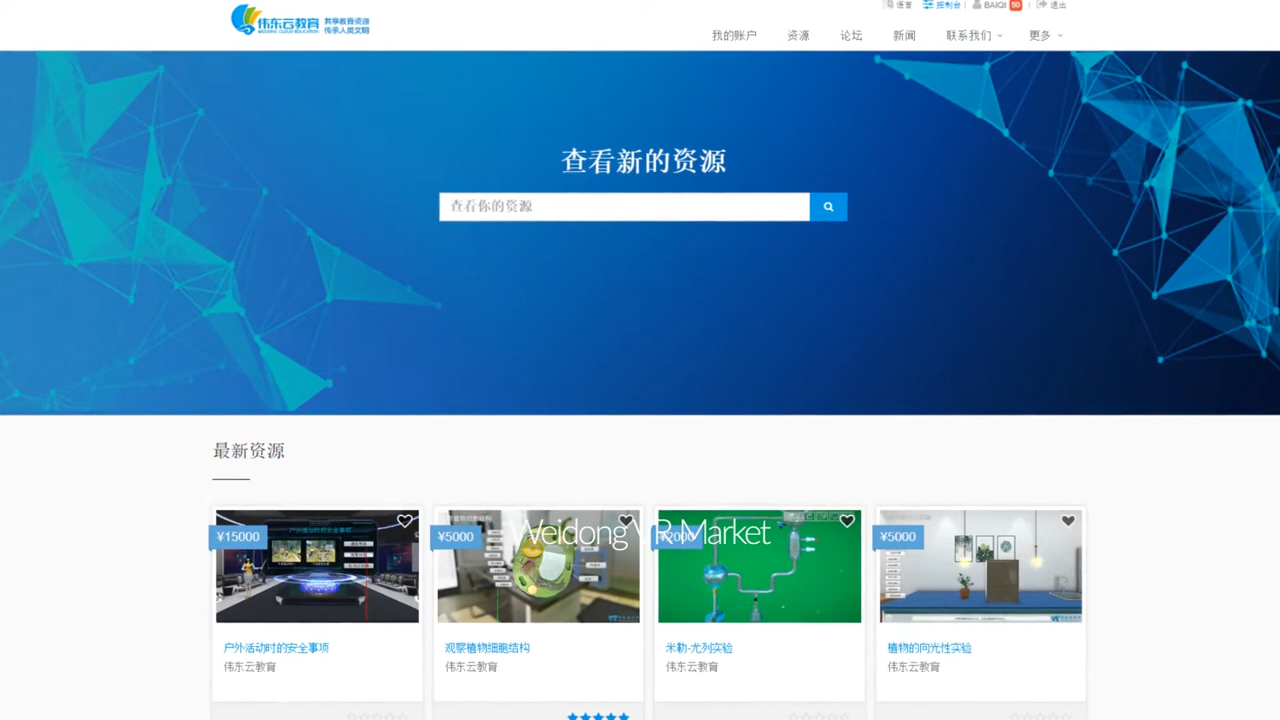 伟东云教育
WEIDONG CLOUD EDUCATION
共享教育资源
传承人类文明
语言
控制台
BAIQI 50
退出
我的账户
资源
论坛
新闻
联系我们
更多
查看新的资源
查看你的资源
最新资源
Weidong VR Market
¥15000
¥5000
¥2000
¥5000
户外活动时的安全事项
伟东云教育
观察植物细胞结构
伟东云教育
米勒-尤列实验
伟东云教育
植物的向光性实验
伟东云教育